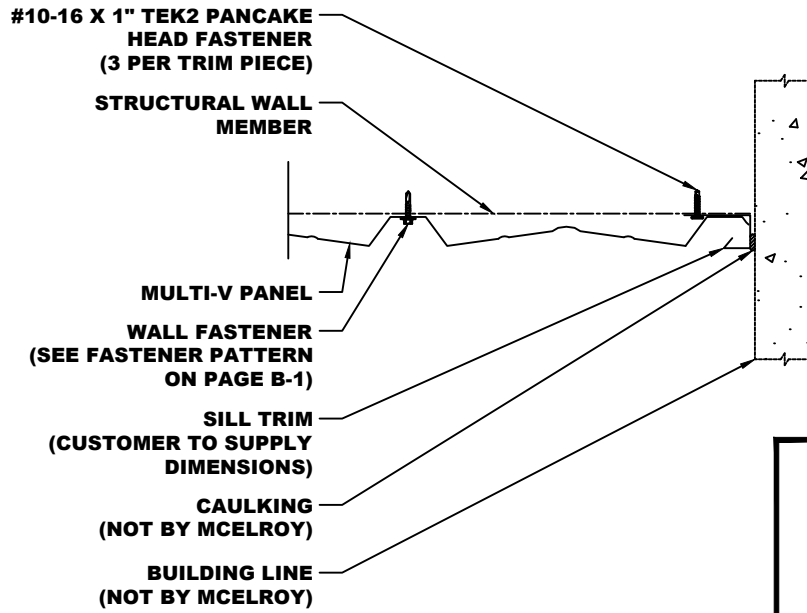 #10-16 X 1" TEK2 PANCAKE
HEAD FASTENER
(3 PER TRIM PIECE)
STRUCTURAL WALL
MEMBER
MULTI-V PANEL
WALL FASTENER
(SEE FASTENER PATTERN
ON PAGE B-1)
SILL TRIM
(CUSTOMER TO SUPPLY
DIMENSIONS)
CAULKING
(NOT BY MCELROY)
BUILDING LINE
(NOT BY MCELROY)